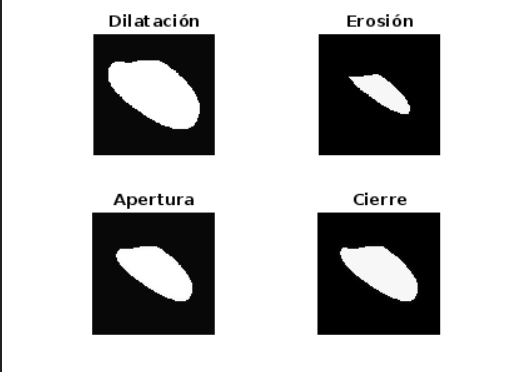 Dilatación
Erosión
Apertura
Cierre